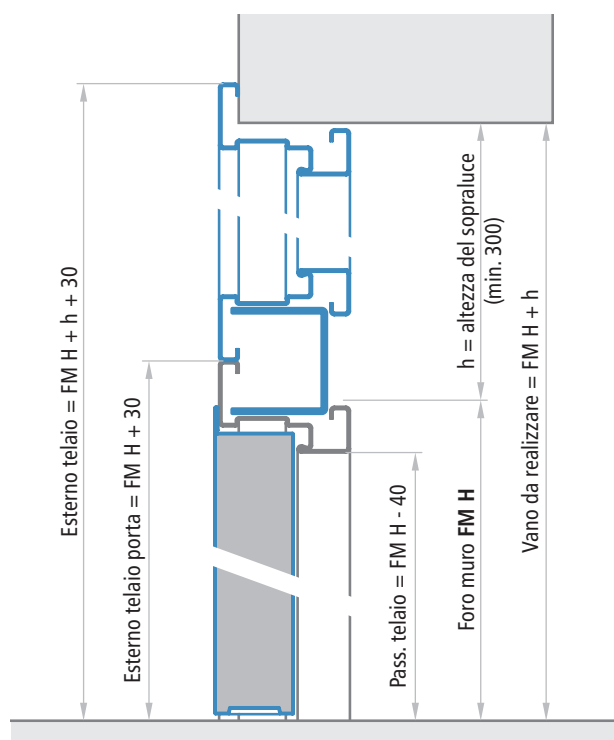 Esterno telaio = FM H + h + 30
Esterno telaio porta = FM H + 30
Pass. telaio = FM H - 40
Foro muro FM H
h = altezza del sopraluce
(min. 300)
Vano da realizzare = FM H + h